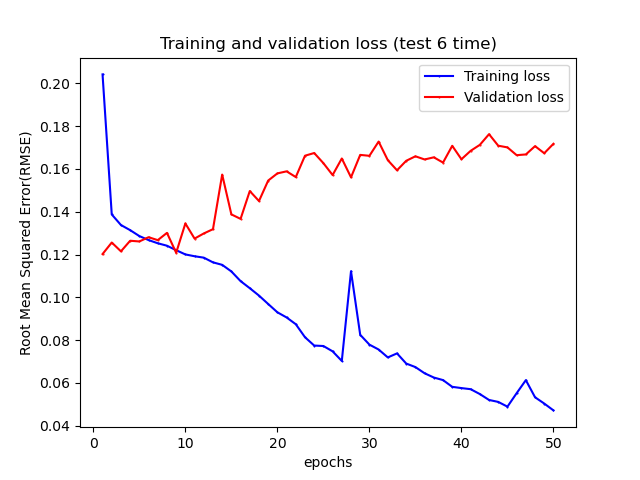 Training and validation loss (test 6 time)
Training loss
Validation loss
Root Mean Squared Error(RMSE)
0.20
0.18
0.16
0.14
0.12
0.10
0.08
0.06
0.04
0 10 20 30 40 50
epochs